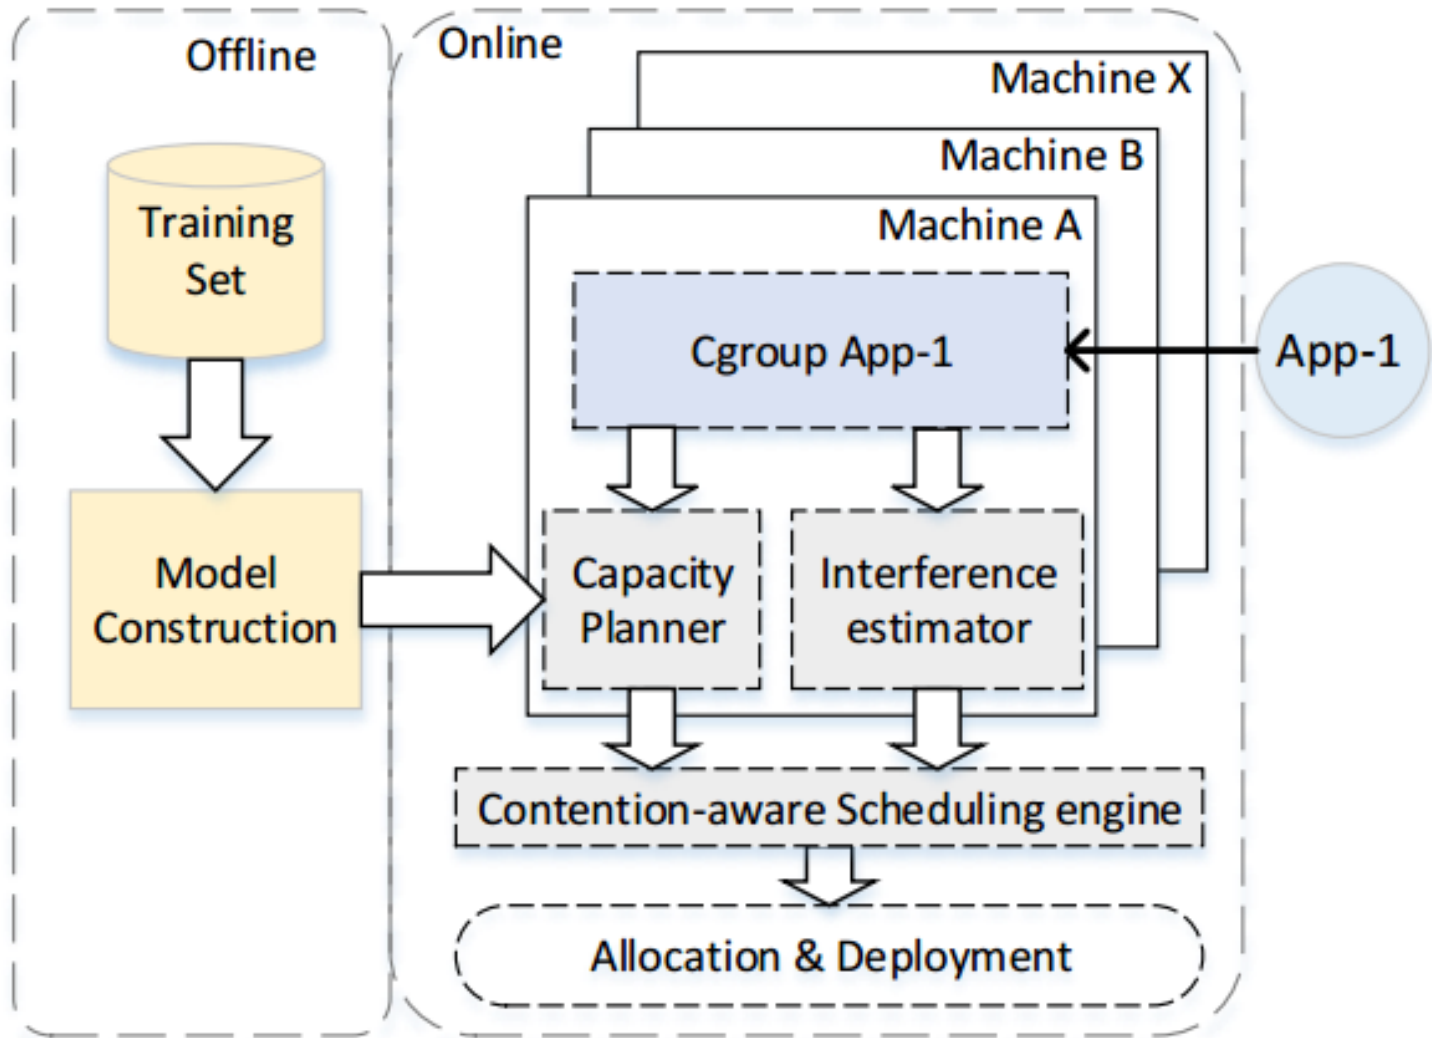 Offline
Online
Machine X
Machine B
Machine A
Training
Set
Cgroup App-1
App-1
Model
Construction
Capacity
Planner
Interference
estimator
Contention-aware Scheduling engine
Allocation & Deployment